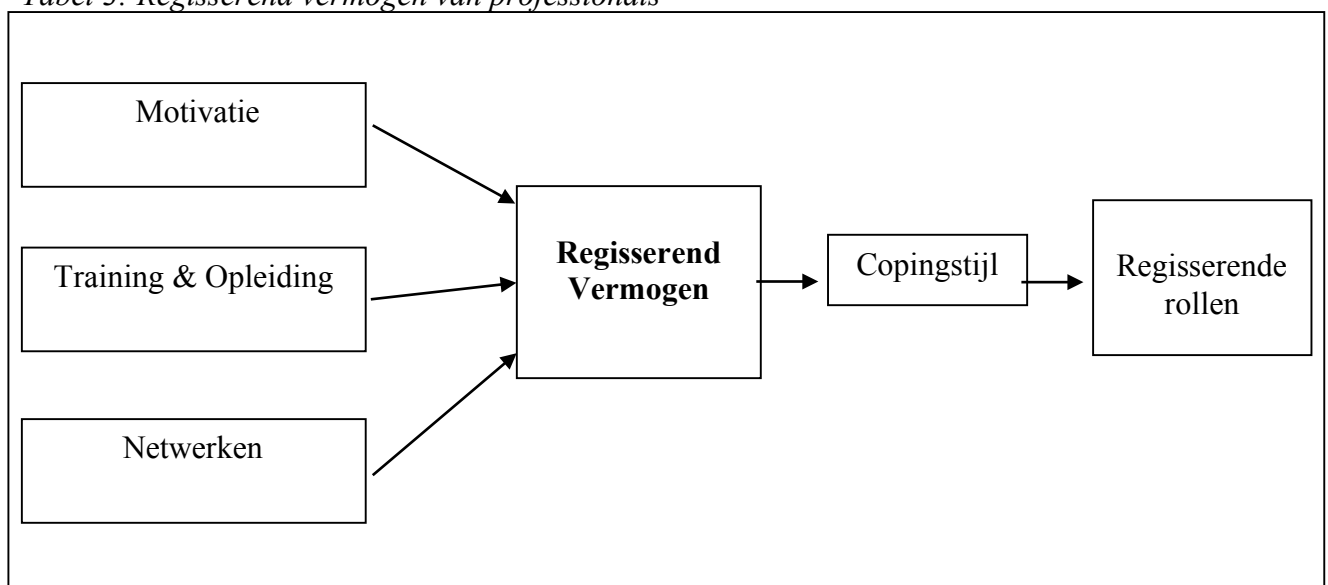 Tabel 3: Regisserend vermogen van professionals
Motivatie
Training & Opleiding
Netwerken
Regisserend
Vermogen
Copingstijl
Regisserende
rollen